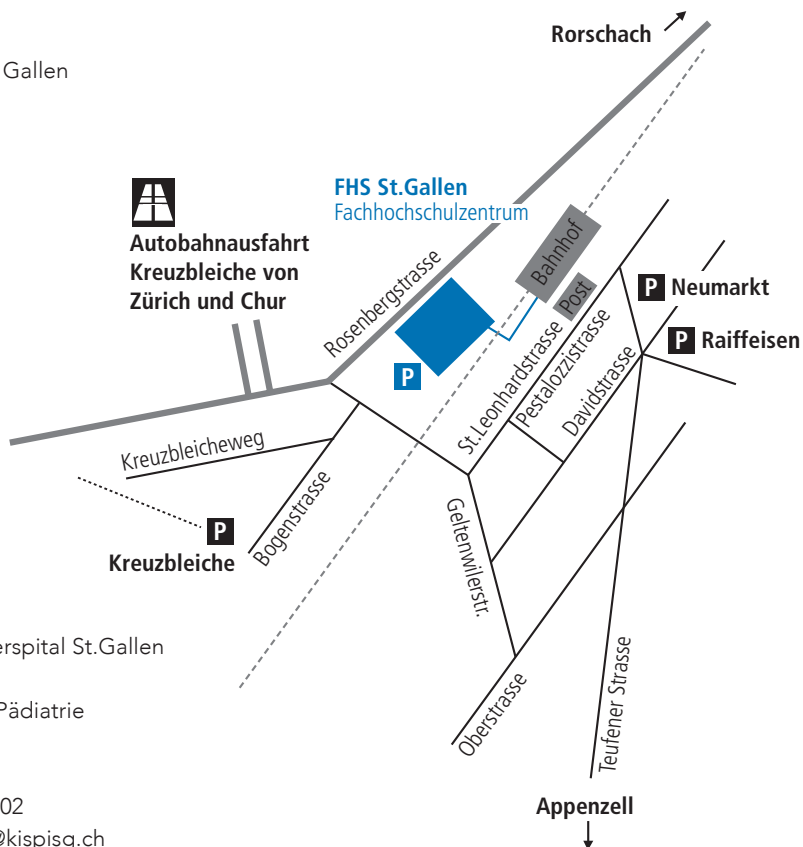 Rorschach
Gallen
FHS St.Gallen
Fachhochschulzentrum
Autobahnausfahrt
Kreuzbleiche von
Zürich und Chur
Rosenbergstrasse
Bahnhof
Post
P Neumarkt
P Raiffeisen
P
St.Leonhardstrasse
Pestalozzistrasse
Davidstrasse
Kreuzbleicheweg
Bogenstrasse
P
Kreuzbleiche
Geltenwilerstr.
erspital St.Gallen
Pädiatrie
Oberstrasse
Teufener Strasse
02
@kispisg.ch
Appenzell